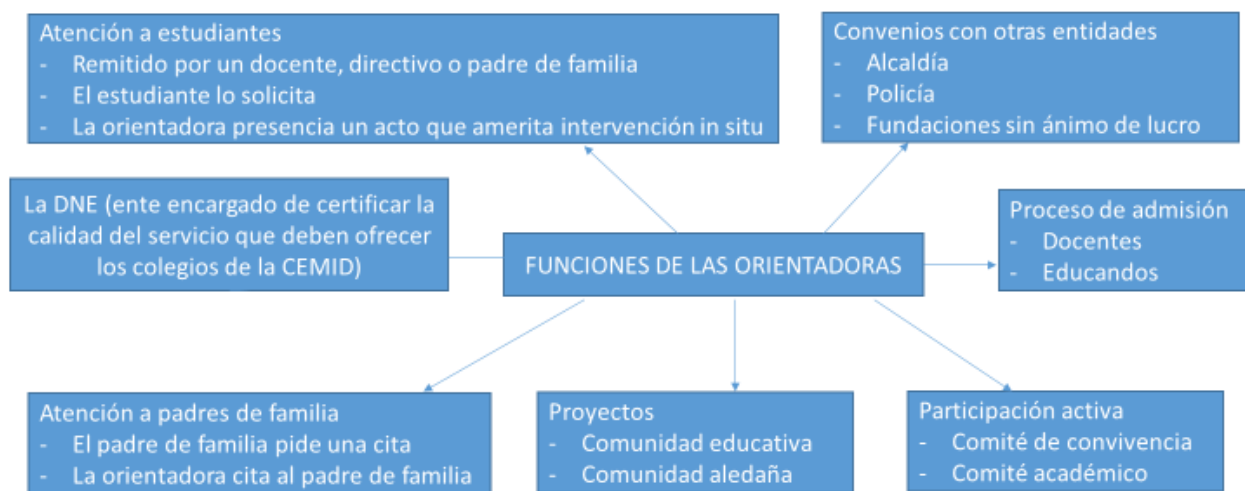 Atención a estudiantes
- Remitido por un docente, directivo o padre de familia
- El estudiante lo solicita
- La orientadora presencia un acto que amerita intervención in situ
Convenios con otras entidades
- Alcaldía
- Policía
- Fundaciones sin ánimo de lucro
La DNE (ente encargado de certificar la
calidad del servicio que deben ofrecer
los colegios de la CEMID)
FUNCIONES DE LAS ORIENTADORAS
Proceso de admisión
- Docentes
- Educandos
Atención a padres de familia
- El padre de familia pide una cita
- La orientadora cita al padre de familia
Proyectos
- Comunidad educativa
- Comunidad aledaña
Participación activa
- Comité de convivencia
- Comité académico